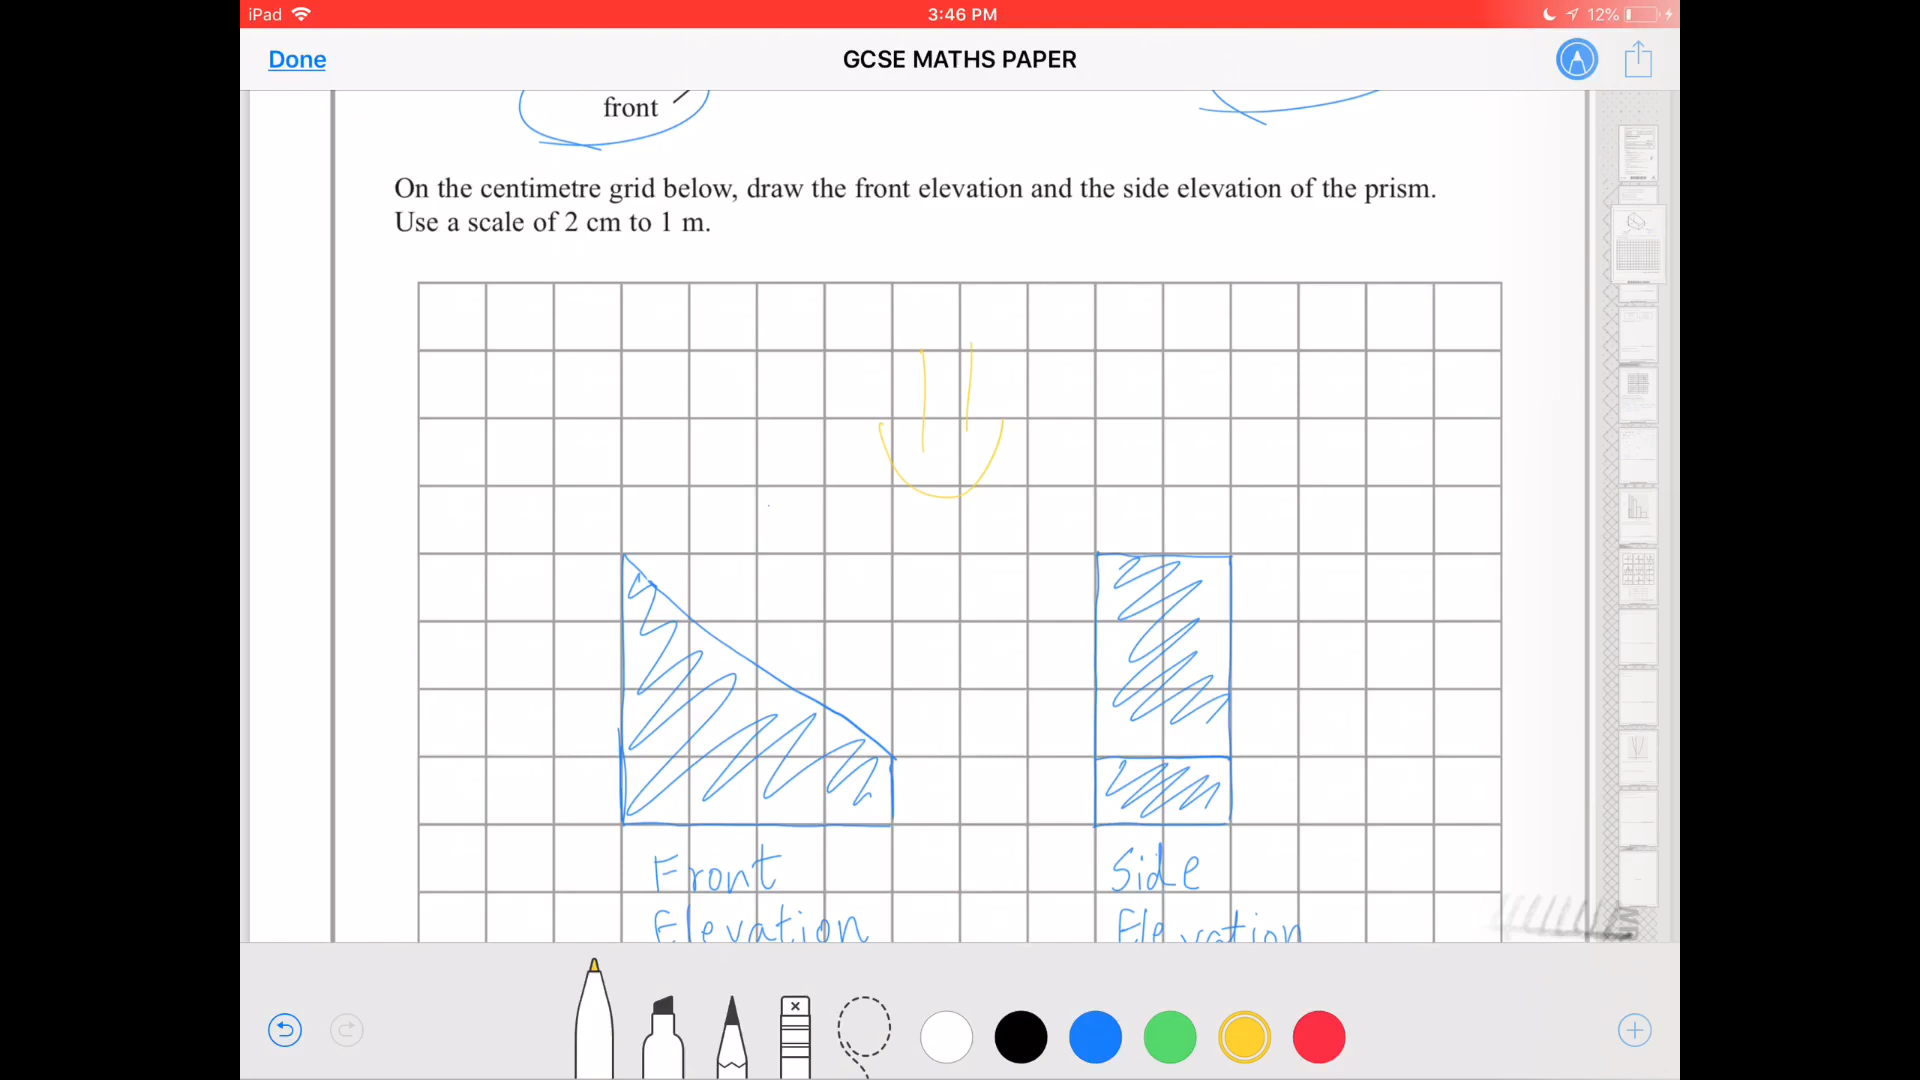 iPad
3:46 PM
12%
Done
GCSE MATHS PAPER
front
On the centimetre grid below, draw the front elevation and the side elevation of the prism.
Use a scale of 2 cm to 1 m.
Front
Elevation
Side
Elevation